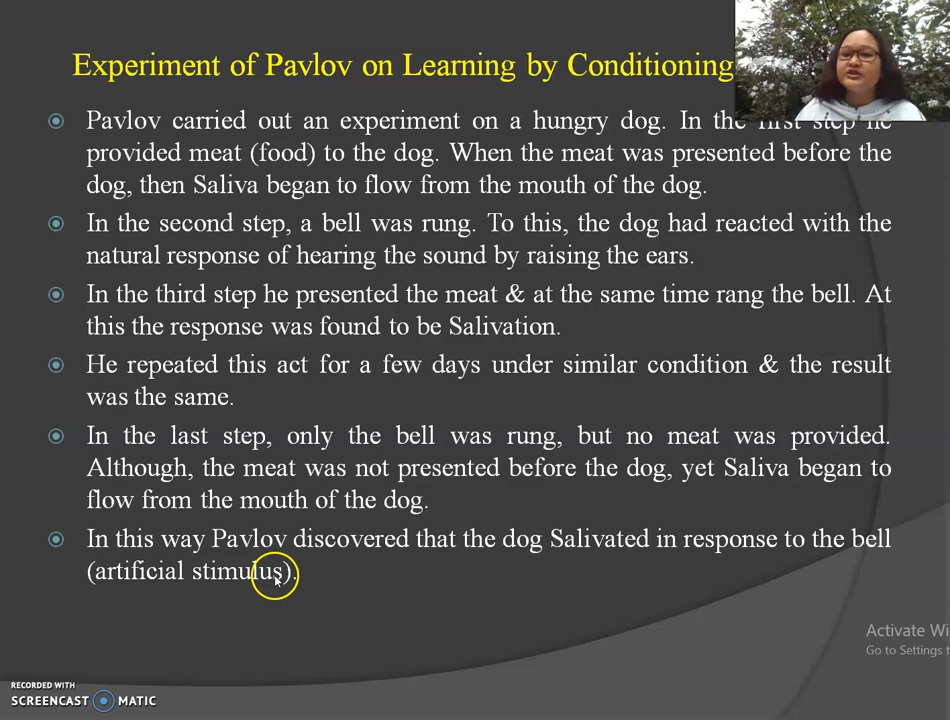 Experiment of Pavlov on Learning by Conditioning
Pavlov carried out an experiment on a hungry dog. In the first step he
provided meat (food) to the dog. When the meat was presented before the
dog, then Saliva began to flow from the mouth of the dog.
In the second step, a bell was rung. To this, the dog had reacted with the
natural response of hearing the sound by raising the ears.
In the third step he presented the meat & at the same time rang the bell. At
this the response was found to be Salivation.
He repeated this act for a few days under similar condition & the result
was the same.
In the last step, only the bell was rung, but no meat was provided.
Although, the meat was not presented before the dog, yet Saliva began to
flow from the mouth of the dog.
In this way Pavlov discovered that the dog Salivated in response to the bell
(artificial stimulus).
Activate Wi
Go to Settings t
RECORDED WITH
SCREENCAST MATIC